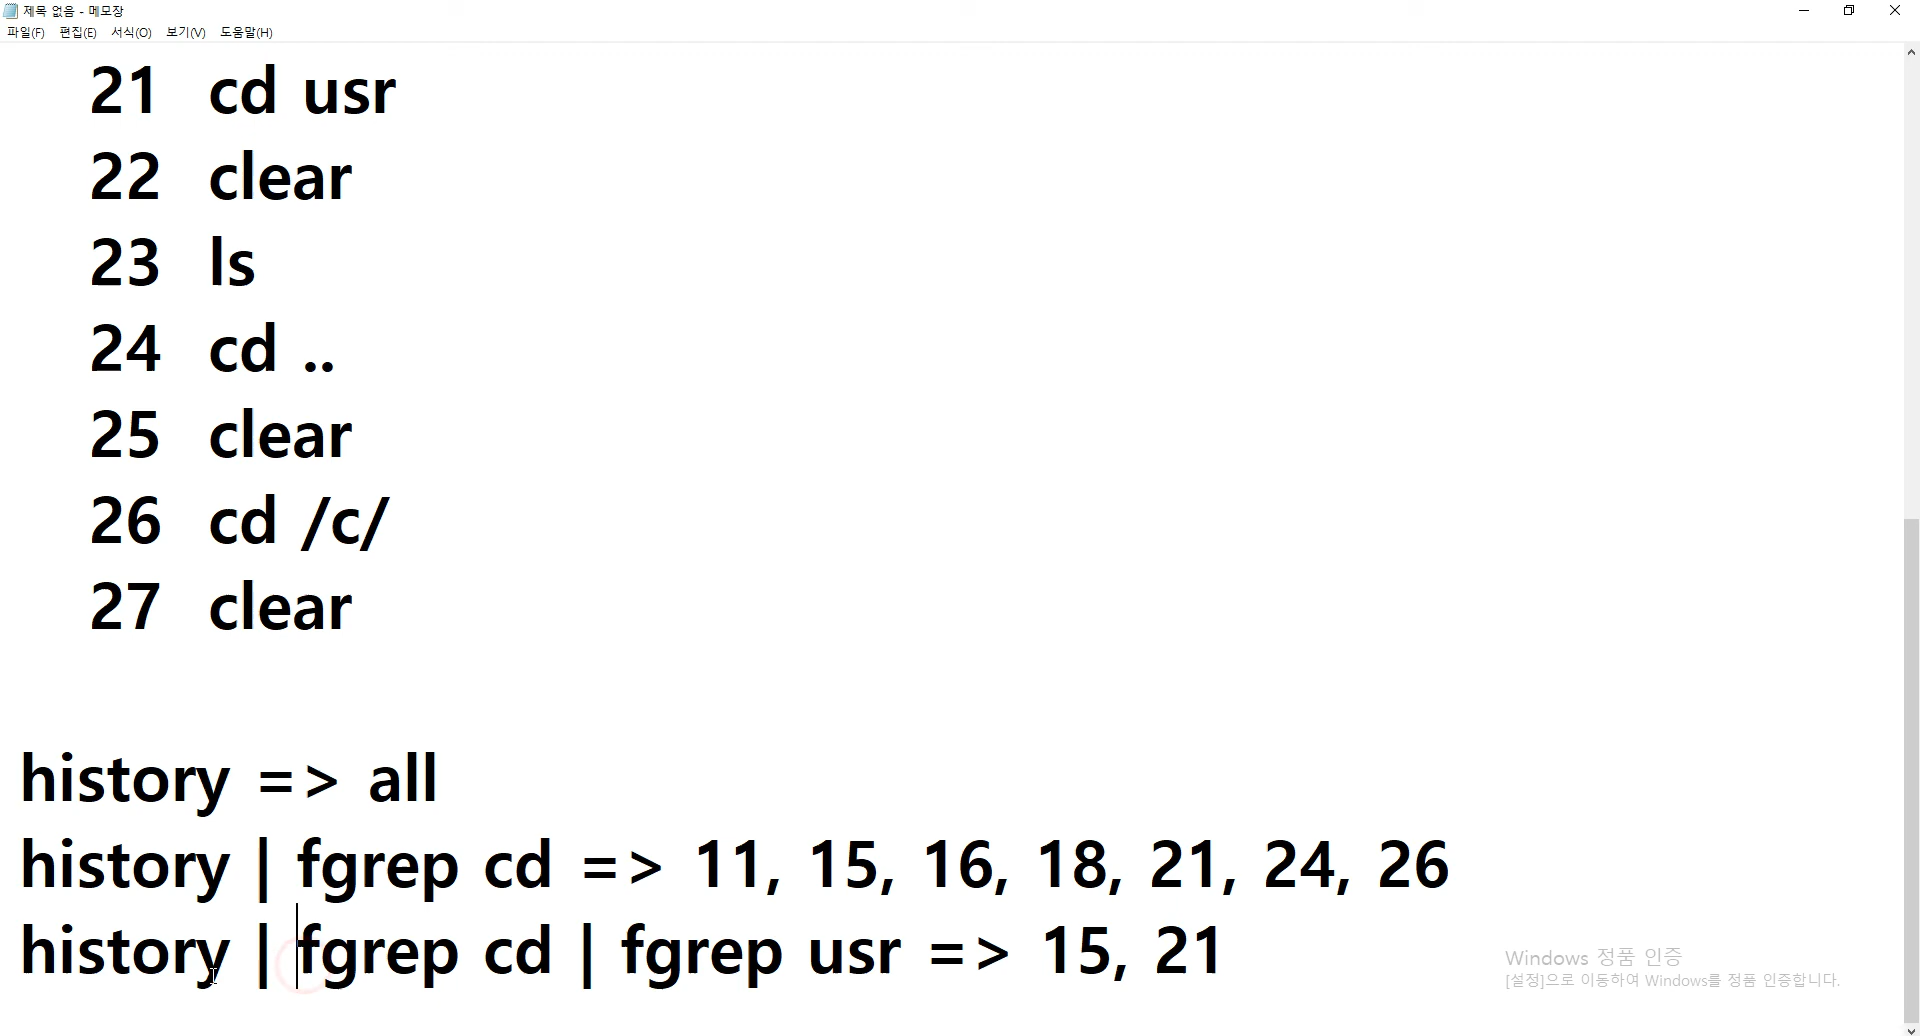 제목 없음 - 메모장
파일(F) 편집(E) 서식(O) 보기(V) 도움말(H)
21 cd usr
22 clear
23 ls
24 cd ..
25 clear
26 cd /c/
27 clear
history => all
history | fgrep cd => 11, 15, 16, 18, 21, 24, 26
history | fgrep cd | fgrep usr => 15, 21
Windows 정품 인증
[설정]으로 이동하여 Windows를 정품 인증합니다.